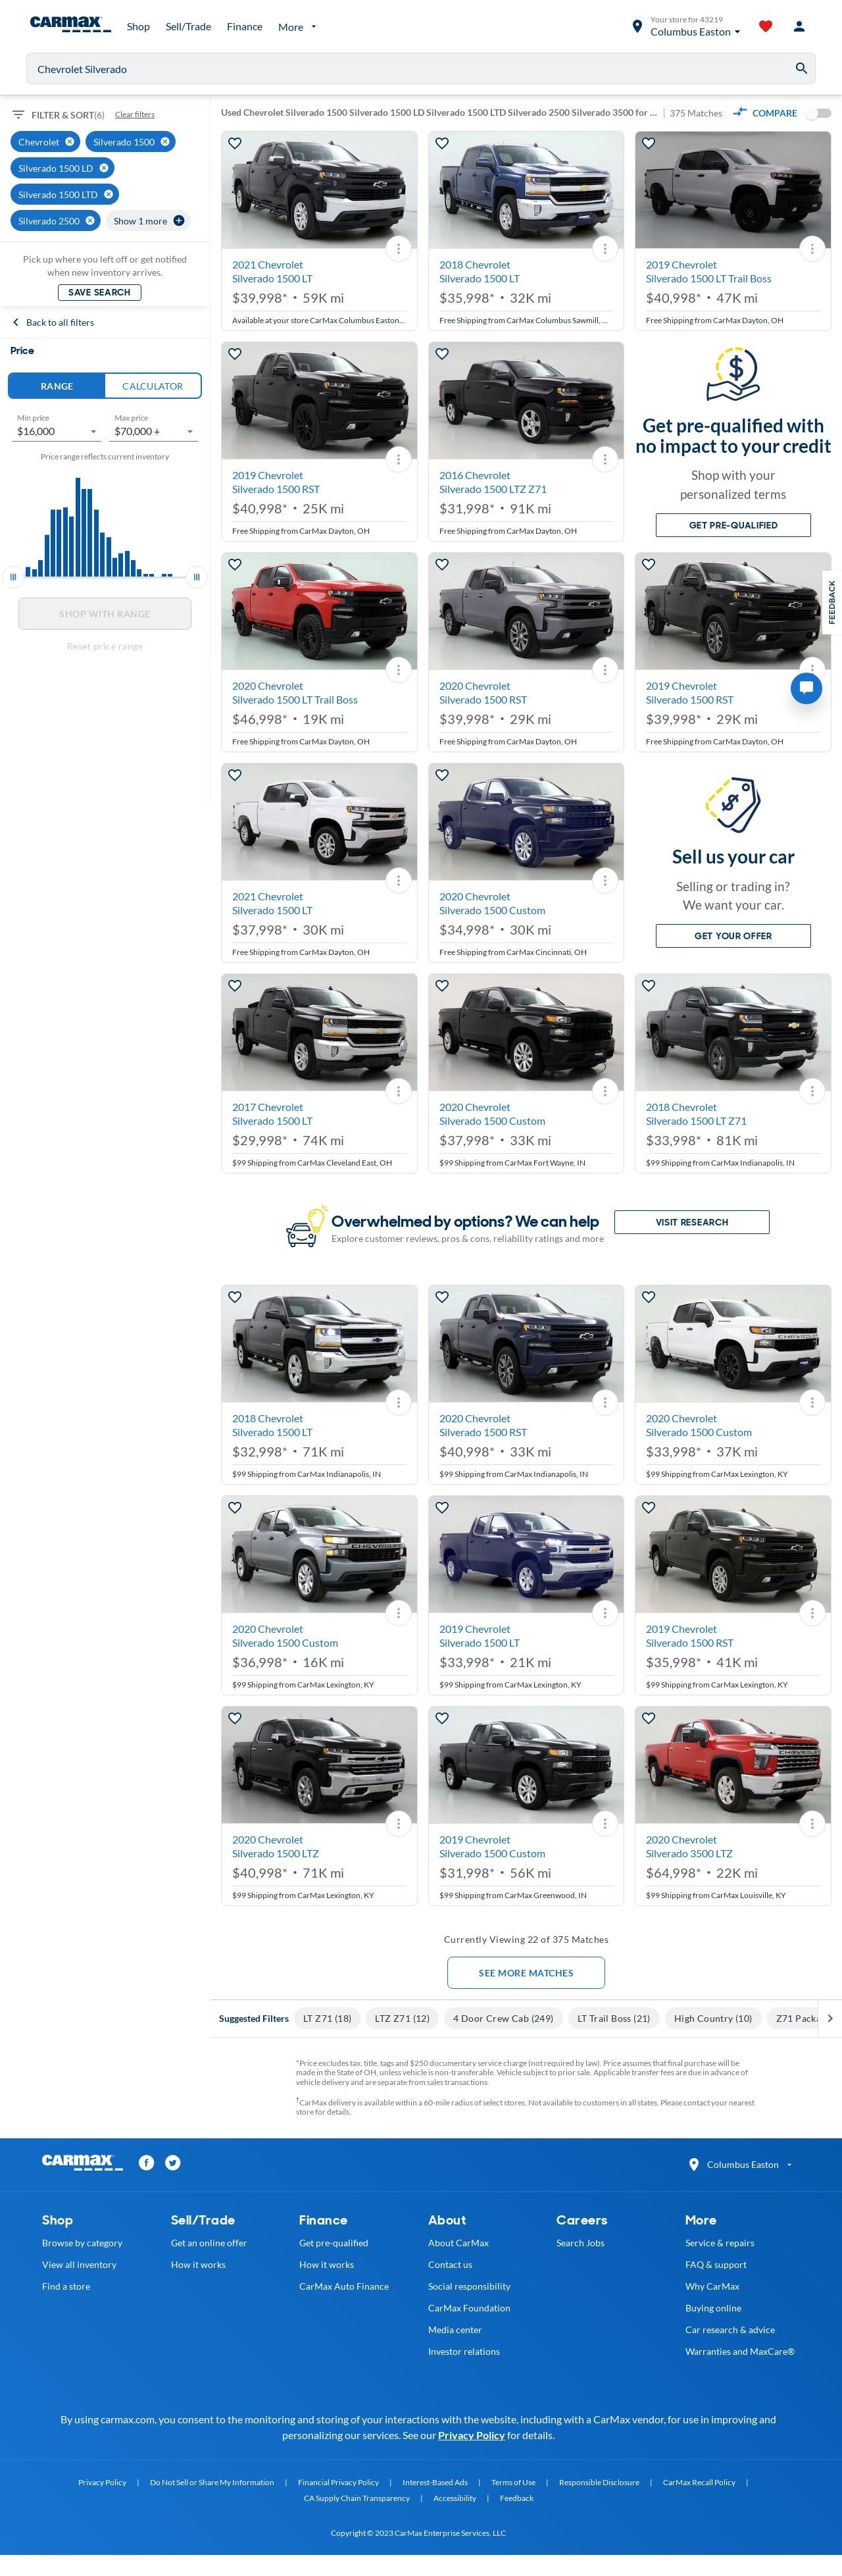 CARMAX
Shop
Sell/Trade
Finance
More
Your store for 43219
Columbus Easton
Chevrolet Silverado
FILTER & SORT(6)
Clear filters
Chevrolet
Silverado 1500
Silverado 1500 LD
Silverado 1500 LTD
Silverado 2500
Show 1 more
Pick up where you left off or get notified
when new inventory arrives.
SAVE SEARCH
Back to all filters
Price
RANGE
CALCULATOR
Min price
$16,000
Max price
$70,000 +
Price range reflects current inventory
SHOP WITH RANGE
Reset price range
Used Chevrolet Silverado 1500 Silverado 1500 LD Silverado 1500 LTD Silverado 2500 Silverado 3500 for ...
375 Matches
COMPARE
2021 Chevrolet
Silverado 1500 LT
$39,998* • 59K mi
Available at your store CarMax Columbus Easton...
2018 Chevrolet
Silverado 1500 LT
$35,998* • 32K mi
Free Shipping from CarMax Columbus Sawmill, ...
2019 Chevrolet
Silverado 1500 LT Trail Boss
$40,998* • 47K mi
Free Shipping from CarMax Dayton, OH
2019 Chevrolet
Silverado 1500 RST
$40,998* • 25K mi
Free Shipping from CarMax Dayton, OH
2016 Chevrolet
Silverado 1500 LTZ Z71
$31,998* • 91K mi
Free Shipping from CarMax Dayton, OH
Get pre-qualified with
no impact to your credit
Shop with your
personalized terms
GET PRE-QUALIFIED
2020 Chevrolet
Silverado 1500 LT Trail Boss
$46,998* • 19K mi
Free Shipping from CarMax Dayton, OH
2020 Chevrolet
Silverado 1500 RST
$39,998* • 29K mi
Free Shipping from CarMax Dayton, OH
2019 Chevrolet
Silverado 1500 RST
$39,998* • 29K mi
Free Shipping from CarMax Dayton, OH
FEEDBACK
2021 Chevrolet
Silverado 1500 LT
$37,998* • 30K mi
Free Shipping from CarMax Dayton, OH
2020 Chevrolet
Silverado 1500 Custom
$34,998* • 30K mi
Free Shipping from CarMax Cincinnati, OH
Sell us your car
Selling or trading in?
We want your car.
GET YOUR OFFER
2017 Chevrolet
Silverado 1500 LT
$29,998* • 74K mi
$99 Shipping from CarMax Cleveland East, OH
2020 Chevrolet
Silverado 1500 Custom
$37,998* • 33K mi
$99 Shipping from CarMax Fort Wayne, IN
2018 Chevrolet
Silverado 1500 LT Z71
$33,998* • 81K mi
$99 Shipping from CarMax Indianapolis, IN
Overwhelmed by options? We can help
Explore customer reviews, pros & cons, reliability ratings and more
VISIT RESEARCH
2018 Chevrolet
Silverado 1500 LT
$32,998* • 71K mi
$99 Shipping from CarMax Indianapolis, IN
2020 Chevrolet
Silverado 1500 RST
$40,998* • 33K mi
$99 Shipping from CarMax Indianapolis, IN
2020 Chevrolet
Silverado 1500 Custom
$33,998* • 37K mi
$99 Shipping from CarMax Lexington, KY
2020 Chevrolet
Silverado 1500 Custom
$36,998* • 16K mi
$99 Shipping from CarMax Lexington, KY
2019 Chevrolet
Silverado 1500 LT
$33,998* • 21K mi
$99 Shipping from CarMax Lexington, KY
2019 Chevrolet
Silverado 1500 RST
$35,998* • 41K mi
$99 Shipping from CarMax Lexington, KY
2020 Chevrolet
Silverado 1500 LTZ
$40,998* • 71K mi
$99 Shipping from CarMax Lexington, KY
2019 Chevrolet
Silverado 1500 Custom
$31,998* • 56K mi
$99 Shipping from CarMax Greenwood, IN
2020 Chevrolet
Silverado 3500 LTZ
$64,998* • 22K mi
$99 Shipping from CarMax Louisville, KY
Currently Viewing 22 of 375 Matches
SEE MORE MATCHES
Suggested Filters
LT Z71 (18)
LTZ Z71 (12)
4 Door Crew Cab (249)
LT Trail Boss (21)
High Country (10)
Z71 Packa
*Price excludes tax, title, tags and $250 documentary service charge (not required by law). Price assumes that final purchase will be
made in the State of OH, unless vehicle is non-transferable. Vehicle subject to prior sale. Applicable transfer fees are due in advance of
vehicle delivery and are separate from sales transactions.
†CarMax delivery is available within a 60-mile radius of select stores. Not available to customers in all states. Please contact your nearest
store for details.
CARMAX
Columbus Easton
Shop
Browse by category
View all inventory
Find a store
Sell/Trade
Get an online offer
How it works
Finance
Get pre-qualified
How it works
CarMax Auto Finance
About
About CarMax
Contact us
Social responsibility
CarMax Foundation
Media center
Investor relations
Careers
Search Jobs
More
Service & repairs
FAQ & support
Why CarMax
Buying online
Car research & advice
Warranties and MaxCare®
By using carmax.com, you consent to the monitoring and storing of your interactions with the website, including with a CarMax vendor, for use in improving and
personalizing our services. See our Privacy Policy for details.
Privacy Policy | Do Not Sell or Share My Information | Financial Privacy Policy | Interest-Based Ads | Terms of Use | Responsible Disclosure | CarMax Recall Policy |
CA Supply Chain Transparency | Accessibility | Feedback
Copyright © 2023 CarMax Enterprise Services, LLC